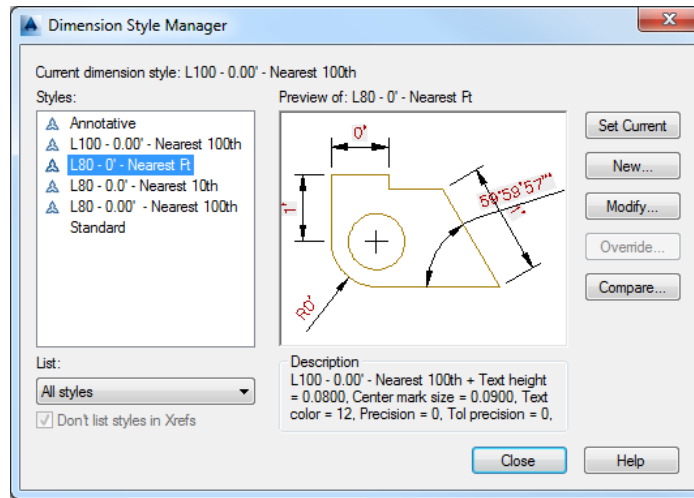 Dimension Style Manager
Current dimension style: L100 - 0.00' - Nearest 100th
Styles:
Annotative
L100 - 0.00' - Nearest 100th
L80 - 0' - Nearest Ft
L80 - 0.0' - Nearest 10th
L80 - 0.00'  - Nearest 100th
Standard
List:
All styles
Don't list styles in Xrefs
Preview of: L80 - 0' - Nearest Ft
0'
1'
59°59'57"
R0'
Description
L100 - 0.00' - Nearest 100th + Text height
= 0.0800, Center mark size = 0.0900, Text
color = 12, Precision = 0, Tol precision = 0,
Set Current
New...
Modify...
Override...
Compare...
Close
Help